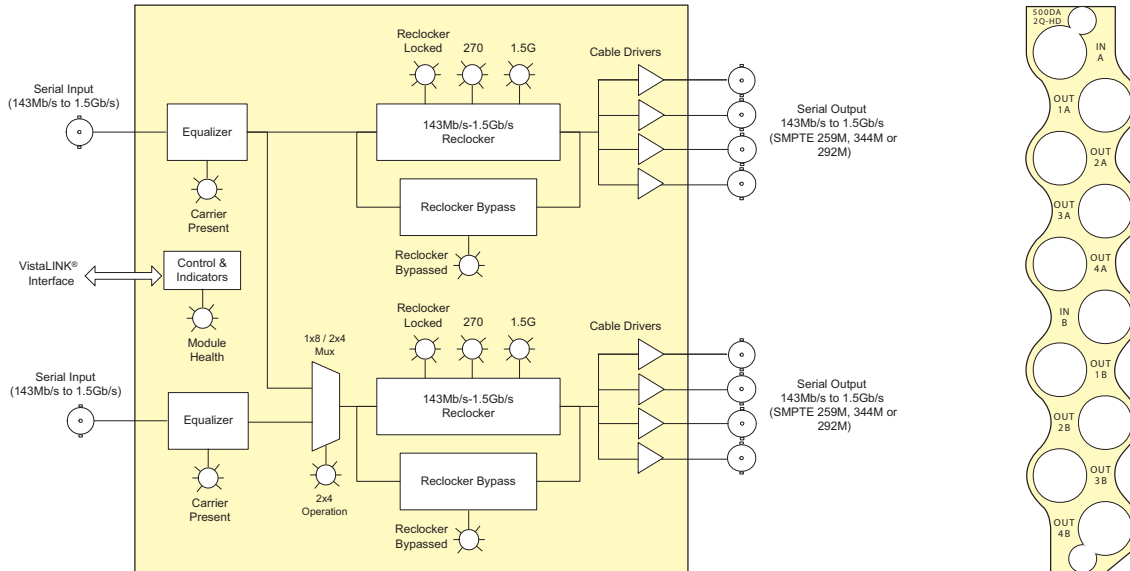 Reclocker
Locked
270
1.5G
Cable Drivers
Serial Input
(143Mb/s to 1.5Gb/s)
Equalizer
143Mb/s-1.5Gb/s
Reclocker
Serial Output
143Mb/s to 1.5Gb/s
(SMPTE 259M, 344M or
292M)
Carrier
Present
Reclocker Bypass
Reclocker
Bypassed
VistaLINK®
Interface
Control &
Indicators
Module
Health
1x8 / 2x4
Mux
Reclocker
Locked
270
1.5G
Cable Drivers
Serial Input
(143Mb/s to 1.5Gb/s)
Equalizer
143Mb/s-1.5Gb/s
Reclocker
Serial Output
143Mb/s to 1.5Gb/s
(SMPTE 259M, 344M or
292M)
Carrier
Present
2x4
Operation
Reclocker Bypass
Reclocker
Bypassed
500DA
2Q-HD
IN
A
OUT
1A
OUT
2A
OUT
3A
OUT
4A
IN
B
OUT
1B
OUT
2B
OUT
3B
OUT
4B